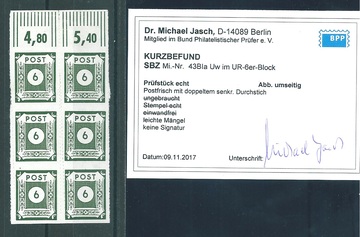 4,80 5,40
POST POST
6 6
POST POST
6 6
POST POST
6 6
Dr. Michael Jasch, D-14089 Berlin
Mitglied im Bund Philatelistischer Prüfer e. V.
BPP
KURZBEFUND
SBZ Mi.-Nr. 43BIa Uw im UR-6er-Block
Prüfstück echt Abb. umseitig
Postfrisch mit doppeltem senkr. Durchstich
ungebraucht
Stempel echt
einwandfrei
leichte Mängel
keine Signatur
Datum:09.11.2017 Unterschrift: Michael Jasch